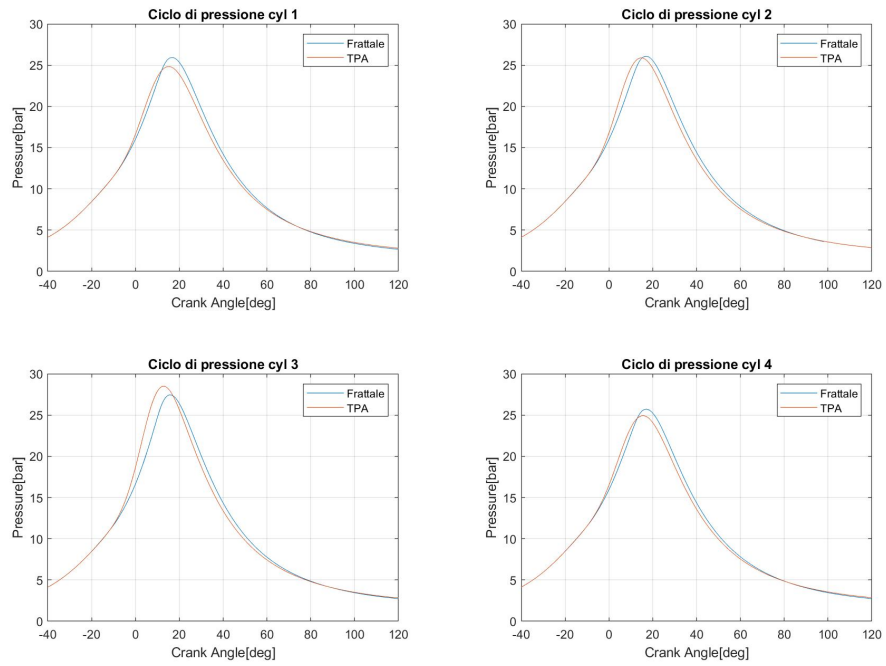 Ciclo di pressione cyl 1
30
25
20
15
10
5
0
Pressure[bar]
Frattale
TPA
-40 -20 0 20 40 60 80 100 120
Crank Angle[deg]
Ciclo di pressione cyl 2
30
25
20
15
10
5
0
Pressure[bar]
Frattale
TPA
-40 -20 0 20 40 60 80 100 120
Crank Angle[deg]
Ciclo di pressione cyl 3
30
25
20
15
10
5
0
Pressure[bar]
Frattale
TPA
-40 -20 0 20 40 60 80 100 120
Crank Angle[deg]
Ciclo di pressione cyl 4
30
25
20
15
10
5
0
Pressure[bar]
Frattale
TPA
-40 -20 0 20 40 60 80 100 120
Crank Angle[deg]